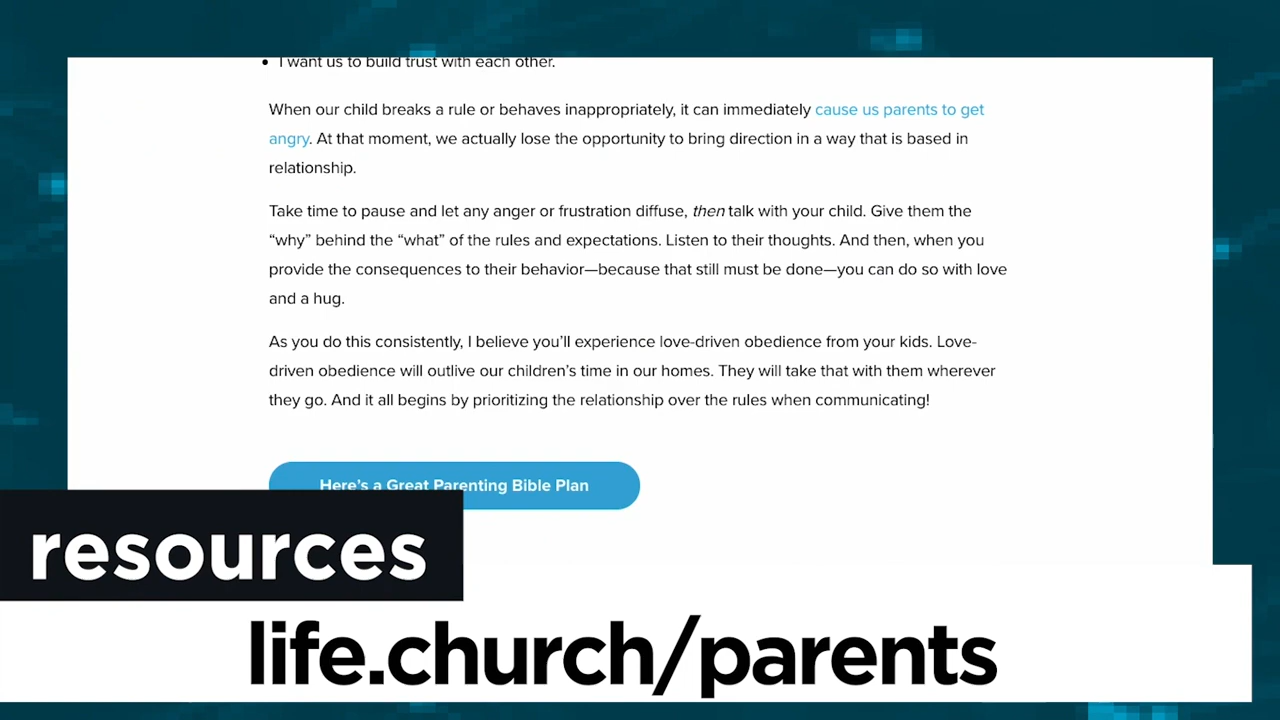 • I want us to build trust with each other.
When our child breaks a rule or behaves inappropriately, it can immediately cause us parents to get
angry. At that moment, we actually lose the opportunity to bring direction in a way that is based in
relationship.
Take time to pause and let any anger or frustration diffuse, then talk with your child. Give them the
“why” behind the “what” of the rules and expectations. Listen to their thoughts. And then, when you
provide the consequences to their behavior—because that still must be done—you can do so with love
and a hug.
As you do this consistently, I believe you’ll experience love-driven obedience from your kids. Love-
driven obedience will outlive our children’s time in our homes. They will take that with them wherever
they go. And it all begins by prioritizing the relationship over the rules when communicating!
Here’s a Great Parenting Bible Plan
resources
life.church/parents